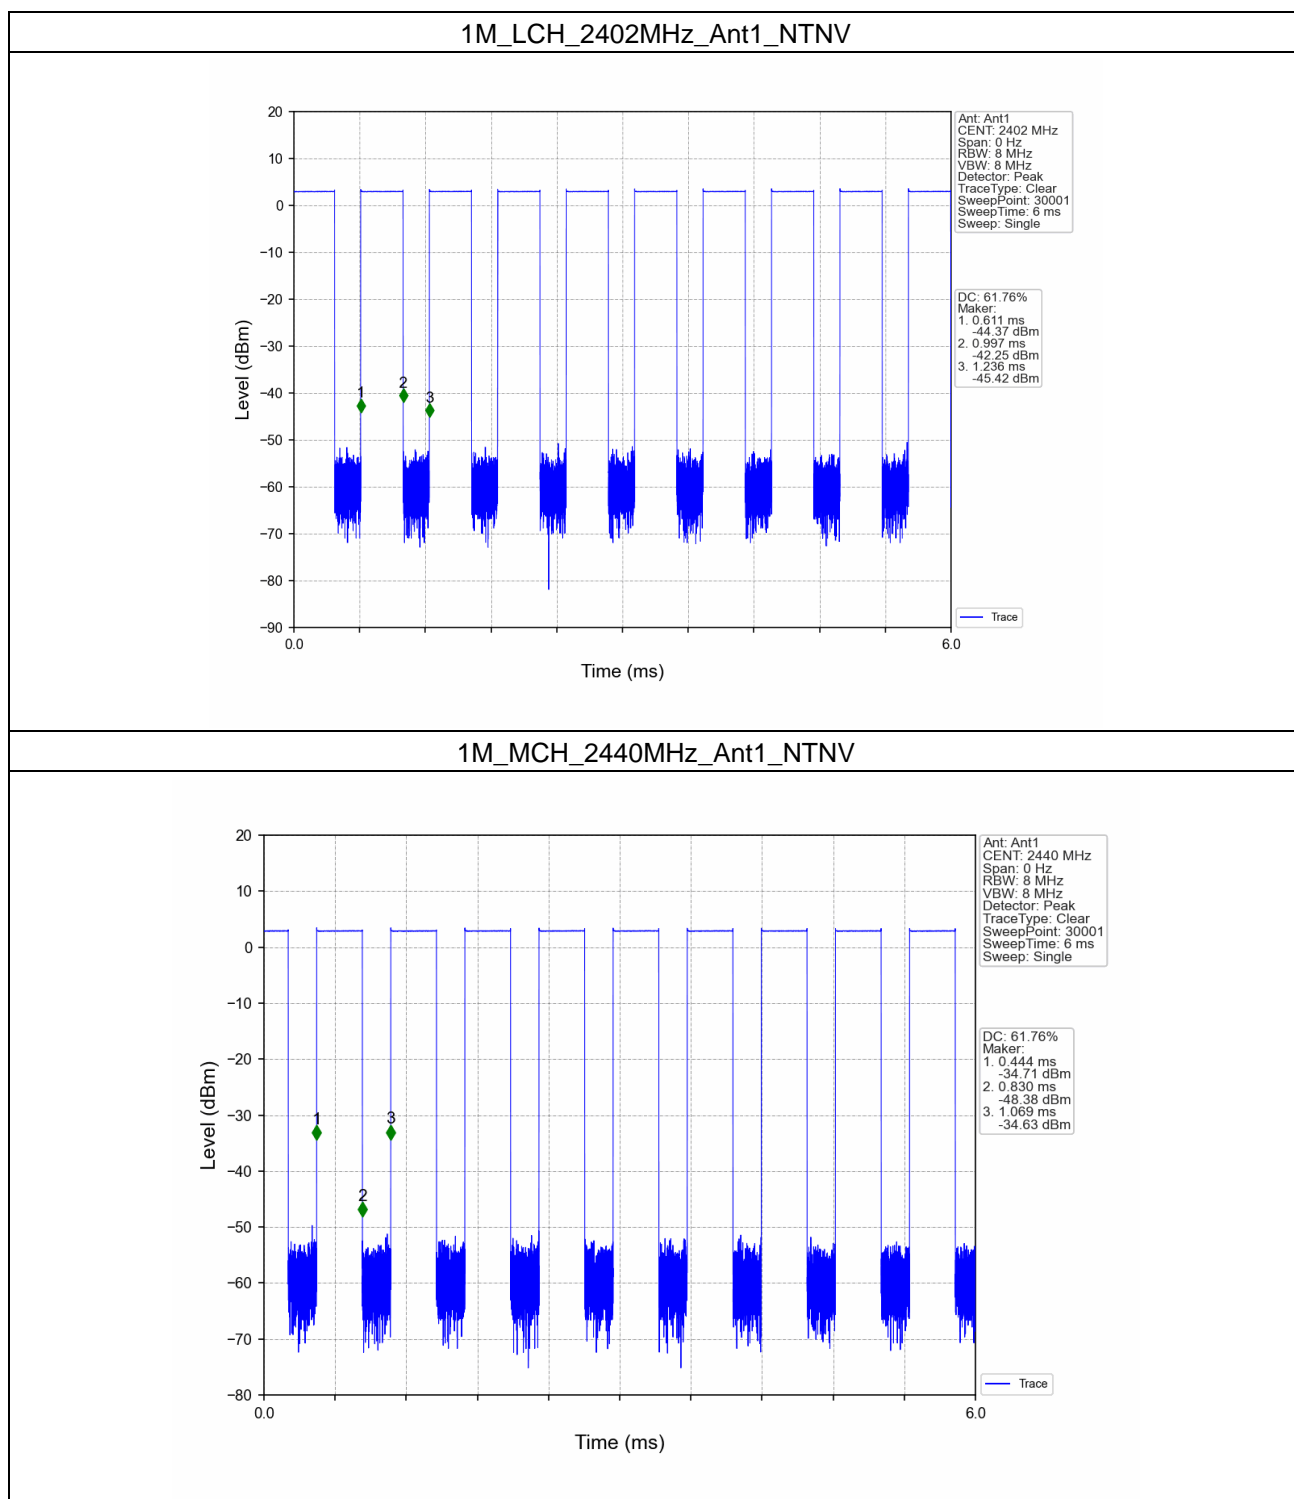 1M_LCH_2402MHz_Ant1_NTNV
20
10
0
−10
−20
−30
−40
−50
−60
−70
−80
−90
Level (dBm)
1
2
3
0.0
6.0
Time (ms)
Ant: Ant1
CENT: 2402 MHz
Span: 0 Hz
RBW: 8 MHz
VBW: 8 MHz
Detector: Peak
TraceType: Clear
SweepPoint: 30001
SweepTime: 6 ms
Sweep: Single
DC: 61.76%
Maker:
1. 0.611 ms
-44.37 dBm
2. 0.997 ms
-42.25 dBm
3. 1.236 ms
-45.42 dBm
Trace
1M_MCH_2440MHz_Ant1_NTNV
20
10
0
−10
−20
−30
−40
−50
−60
−70
−80
Level (dBm)
1
2
3
0.0
6.0
Time (ms)
Ant: Ant1
CENT: 2440 MHz
Span: 0 Hz
RBW: 8 MHz
VBW: 8 MHz
Detector: Peak
TraceType: Clear
SweepPoint: 30001
SweepTime: 6 ms
Sweep: Single
DC: 61.76%
Maker:
1. 0.444 ms
-34.71 dBm
2. 0.830 ms
-48.38 dBm
3. 1.069 ms
-34.63 dBm
Trace